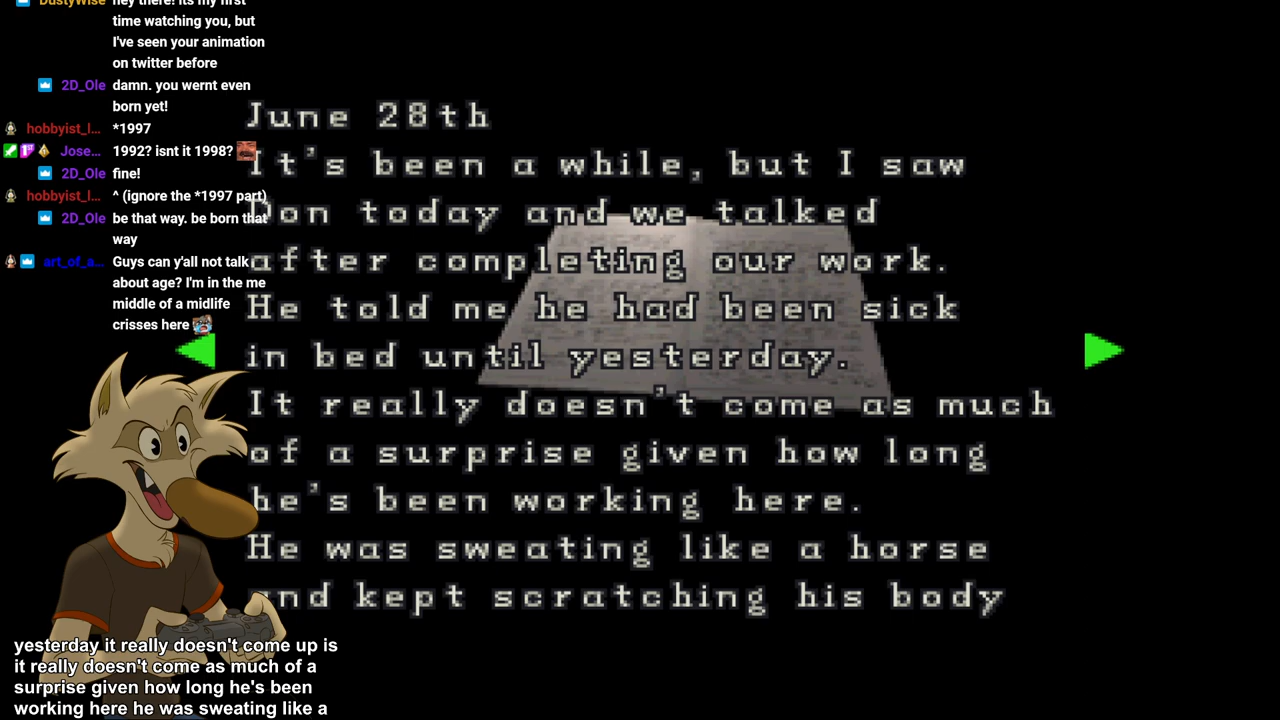 DustyWise hey there! its my first
time watching you, but
I've seen your animation
on twitter before
2D_Ole damn. you wernt even
born yet!
hobbyist_l... *1997
Jose... 1992? isnt it 1998?
2D_Ole fine!
hobbyist_l... ^ (ignore the *1997 part)
2D_Ole be that way. be born that
way
art_of_a... Guys can y'all not talk
about age? I'm in the me
middle of a midlife
crisses here
June 28th
It's been a while, but I saw
Don today and we talked
after completing our work.
He told me he had been sick
in bed until yesterday.
It really doesn't come as much
of a surprise given how long
he's been working here.
He was sweating like a horse
and kept scratching his body
yesterday it really doesn't come up is
it really doesn't come as much of a
surprise given how long he's been
working here he was sweating like a